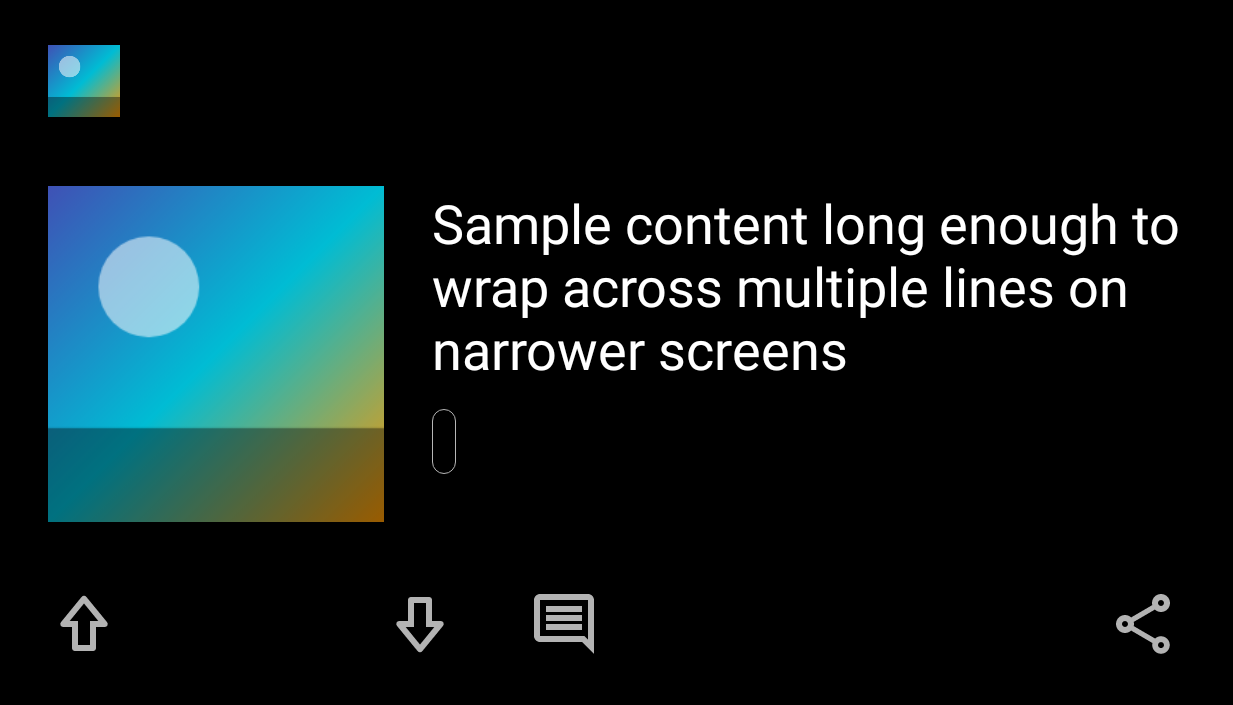 Sample content long enough to
wrap across multiple lines on
narrower screens